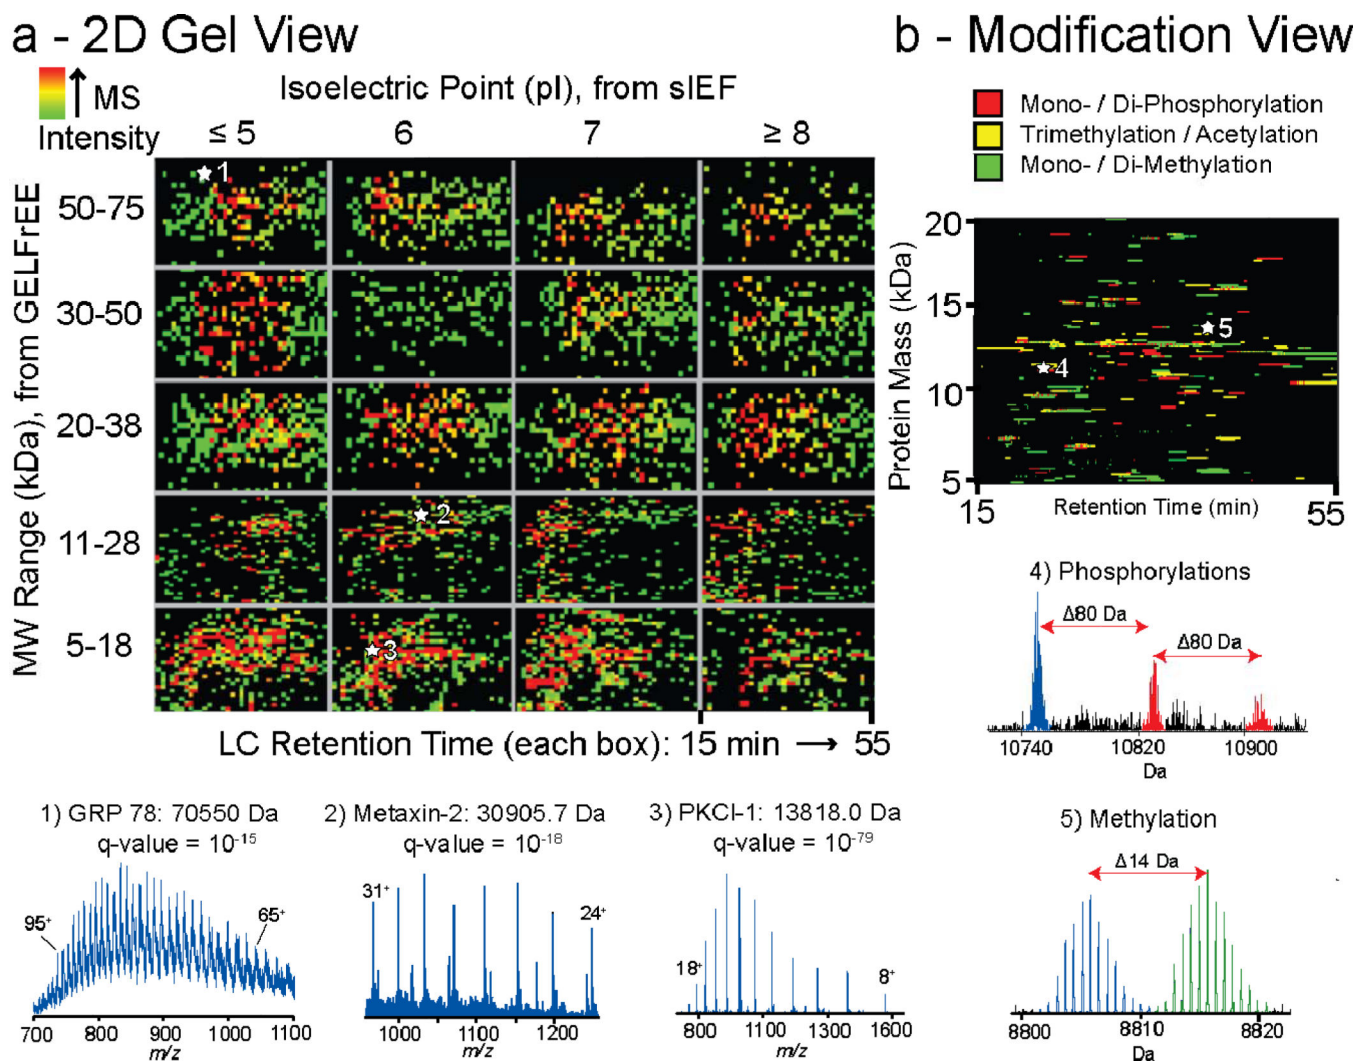 a - 2D Gel View
MS
Intensity
Isoelectric Point (pI), from sIEF
≤ 5 6 7 ≥ 8
MW Range (kDa), from GELFrEE
50-75
30-50
20-38
11-28
5-18
1
2
3
LC Retention Time (each box): 15 min → 55
1) GRP 78: 70550 Da
q-value = 10⁻¹⁵
95⁺
65⁺
700 800 900 1000 1100
m/z
2) Metaxin-2: 30905.7 Da
q-value = 10⁻¹⁸
31⁺
24⁺
1000 1100 1200
m/z
3) PKCI-1: 13818.0 Da
q-value = 10⁻⁷⁹
18⁺
8⁺
800 1100 1300 1600
m/z
b - Modification View
Mono- / Di-Phosphorylation
Trimethylation / Acetylation
Mono- / Di-Methylation
Protein Mass (kDa)
20
15
10
5
5
4
15 Retention Time (min) 55
4) Phosphorylations
Δ80 Da
Δ80 Da
10740 10820 10900
Da
5) Methylation
Δ14 Da
8800 8810 8820
Da